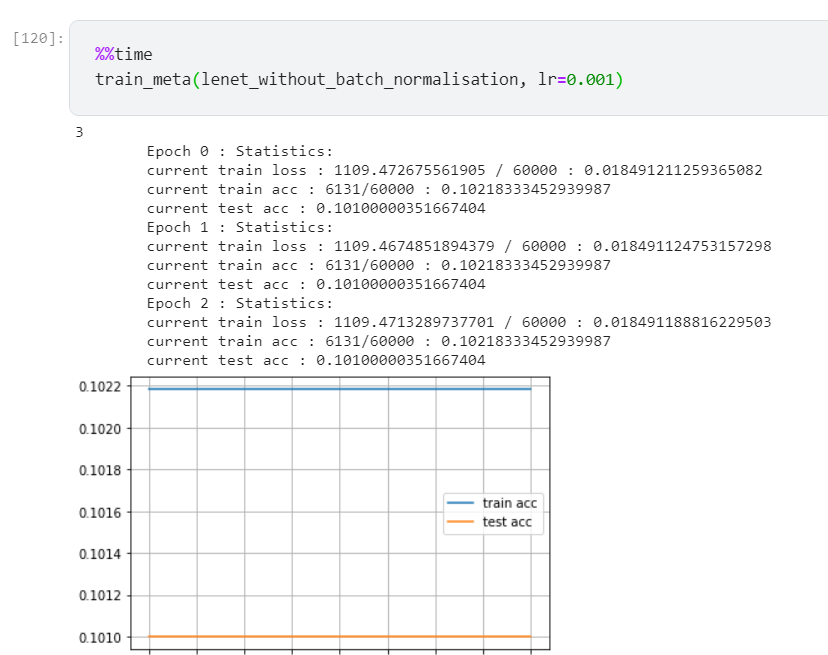 [120]:
%%time
train_meta(lenet_without_batch_normalisation, lr=0.001)
3
Epoch 0 : Statistics:
current train loss : 1109.472675561905 / 60000 : 0.018491211259365082
current train acc : 6131/60000 : 0.10218333452939987
current test acc : 0.10100000351667404
Epoch 1 : Statistics:
current train loss : 1109.4674851894379 / 60000 : 0.018491124753157298
current train acc : 6131/60000 : 0.10218333452939987
current test acc : 0.10100000351667404
Epoch 2 : Statistics:
current train loss : 1109.4713289737701 / 60000 : 0.018491188816229503
current train acc : 6131/60000 : 0.10218333452939987
current test acc : 0.10100000351667404
0.1022
0.1020
0.1018
0.1016
0.1014
0.1012
0.1010
train acc
test acc